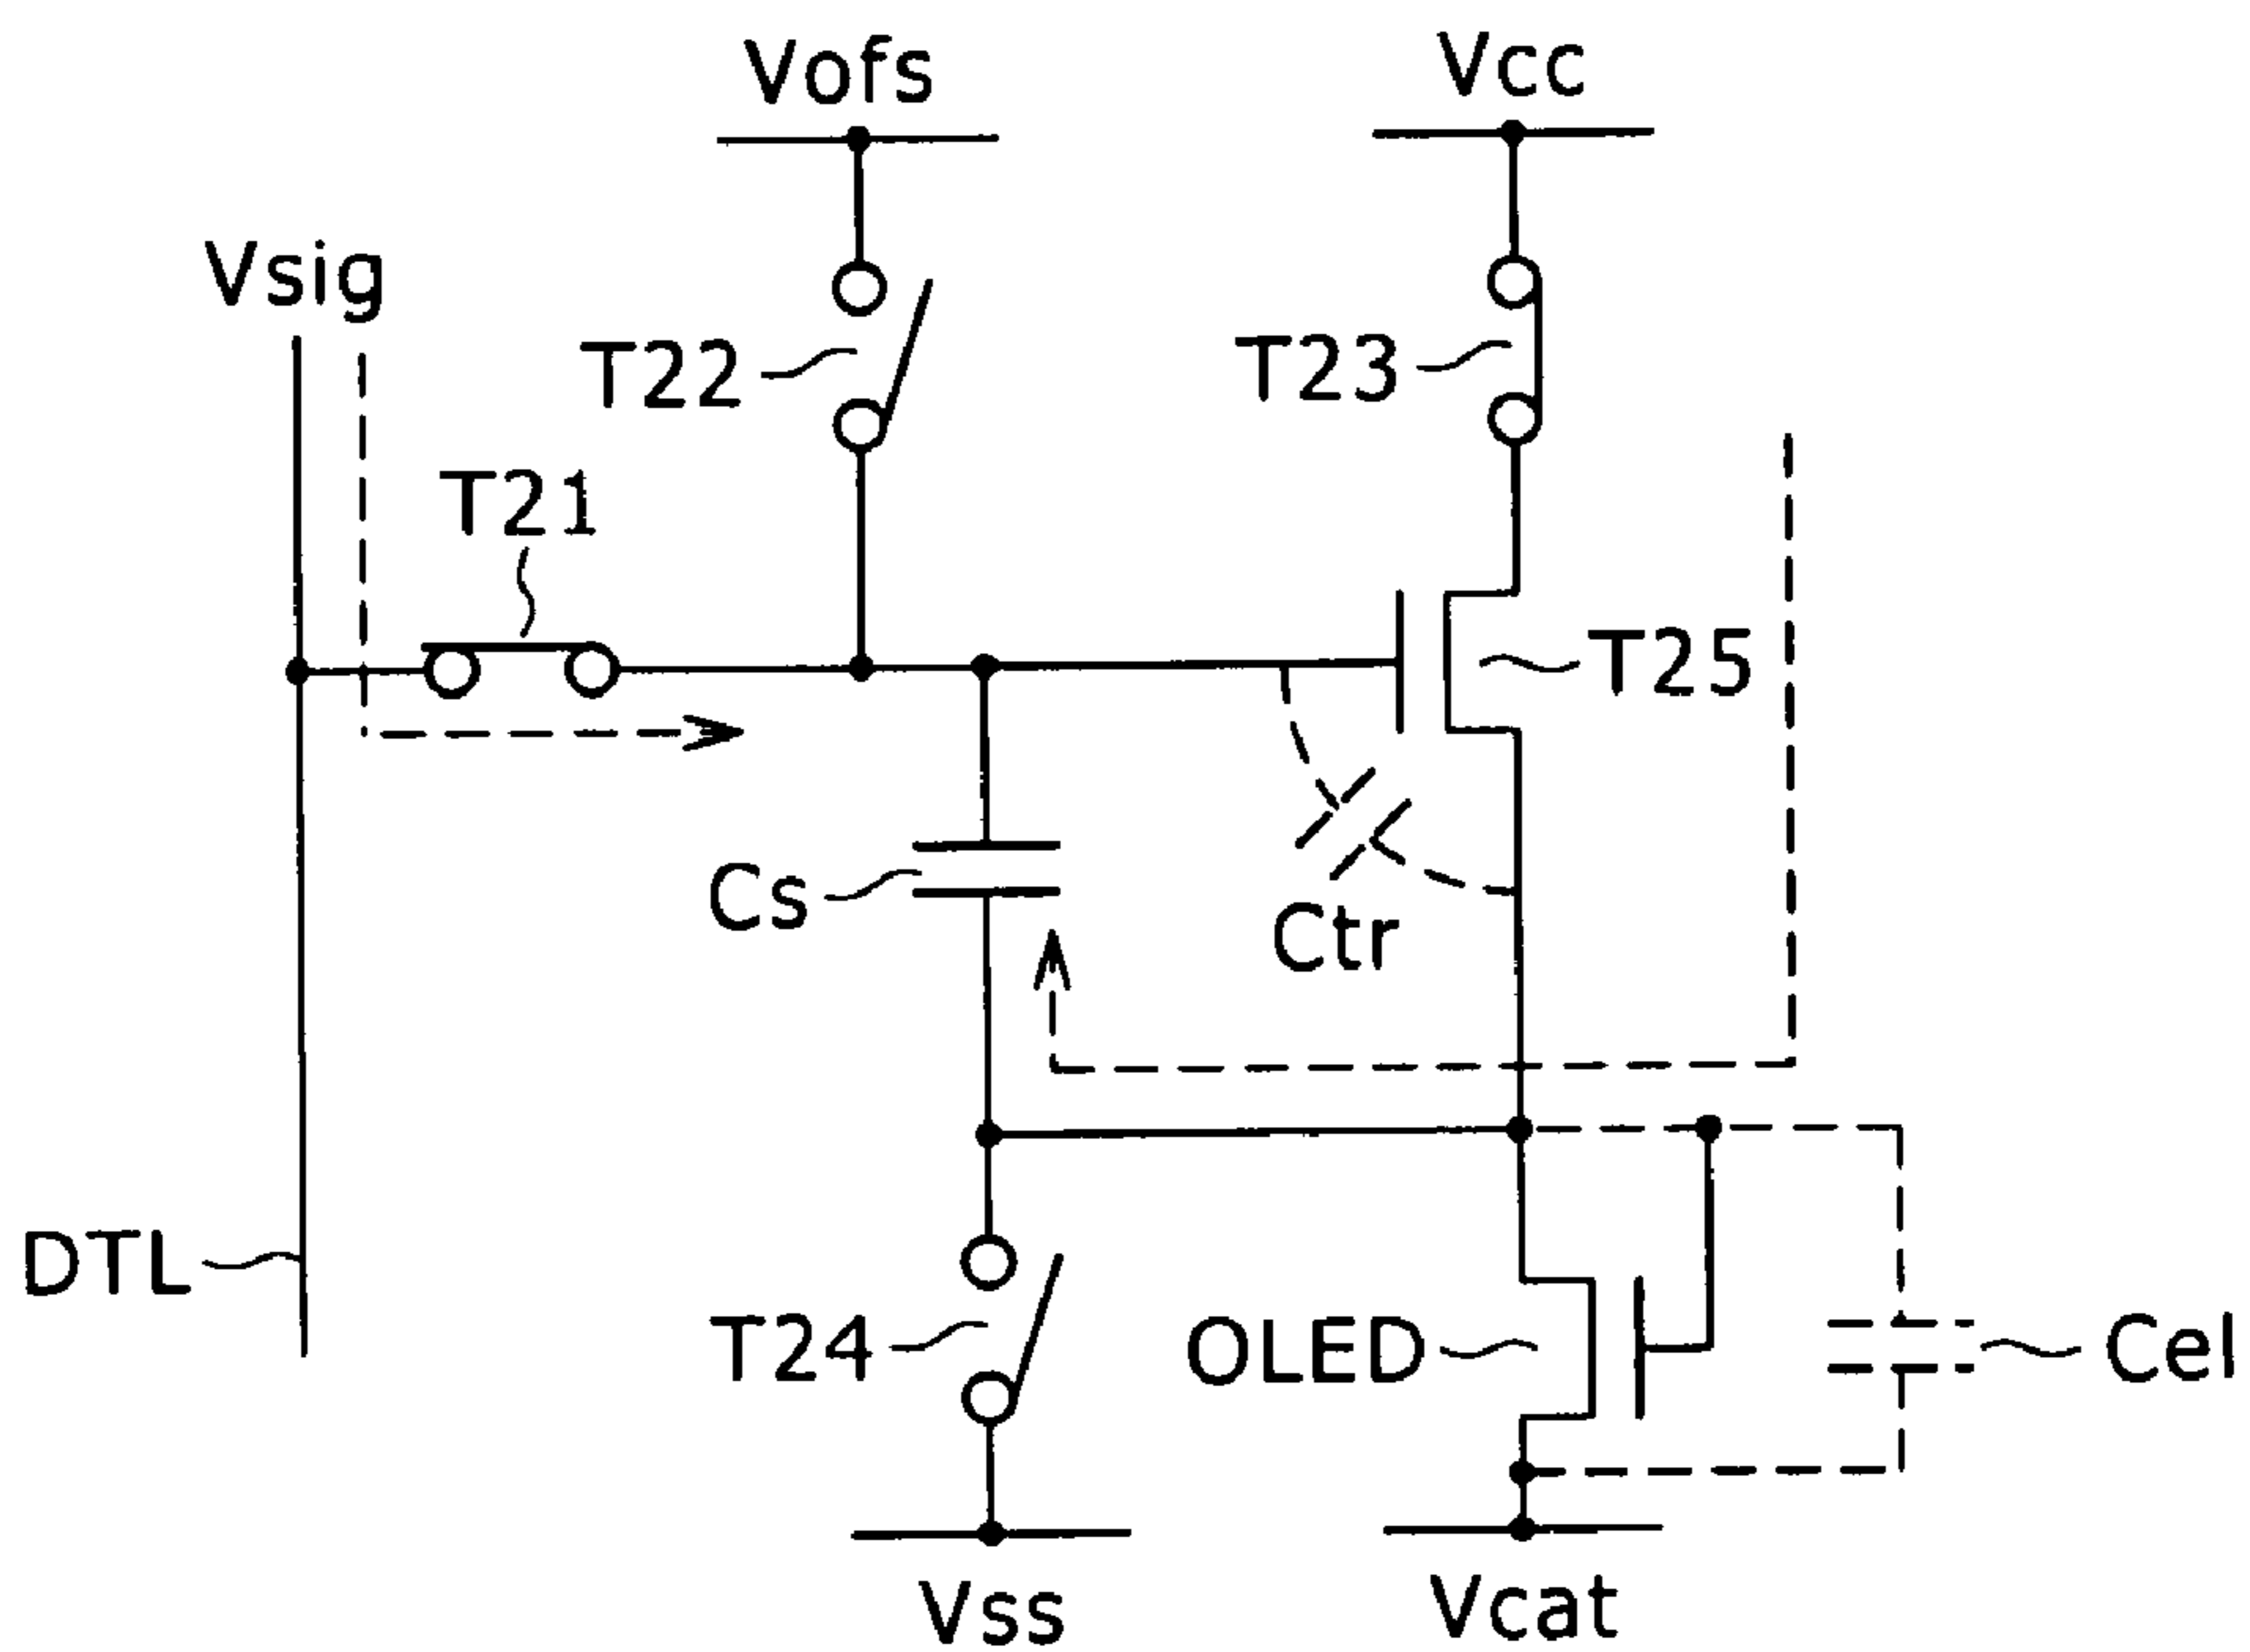 Vofs
Vcc
Vsig
T22
T23
T21
T25
Cs
Ctr
DTL
T24
OLED
Cel
Vss
Vcat